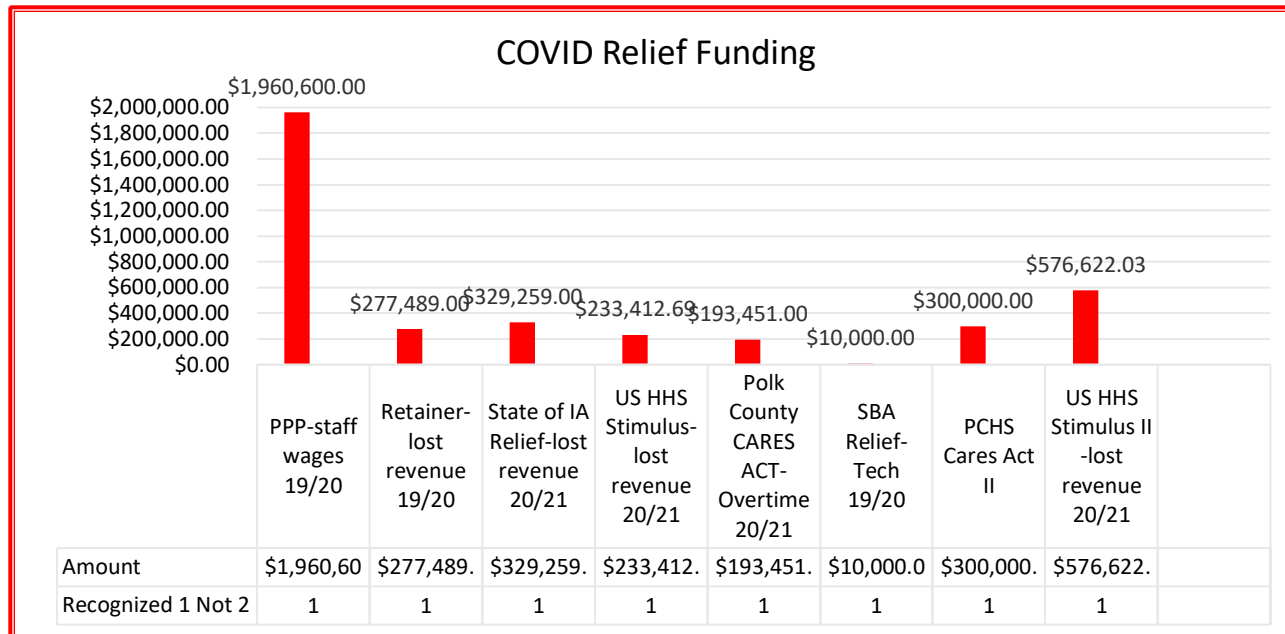 COVID Relief Funding
$1,960,600.00
$2,000,000.00
$1,800,000.00
$1,600,000.00
$1,400,000.00
$1,200,000.00
$1,000,000.00
$800,000.00
$600,000.00
$400,000.00
$200,000.00
$0.00
$277,489.00
$329,259.00
$233,412.69
$193,451.00
$10,000.00
$300,000.00
$576,622.03
PPP-staff
wages
19/20
Retainer-
lost
revenue
19/20
State of IA
Relief-lost
revenue
20/21
US HHS
Stimulus-
lost
revenue
20/21
Polk
County
CARES
ACT-
Overtime
20/21
SBA
Relief-
Tech
19/20
PCHS
Cares Act
II
US HHS
Stimulus II
-lost
revenue
20/21
Amount $1,960,60 $277,489. $329,259. $233,412. $193,451. $10,000.0 $300,000. $576,622.
Recognized 1 Not 2 1 1 1 1 1 1 1 1